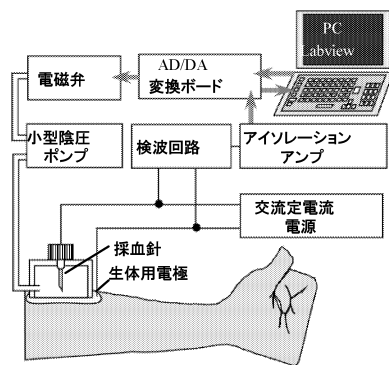 PC
Labview
AD/DA
変換ボード
電磁弁
小型陰圧
ポンプ
検波回路
アイソレーション
アンプ
交流定電流
電源
採血針
生体用電極